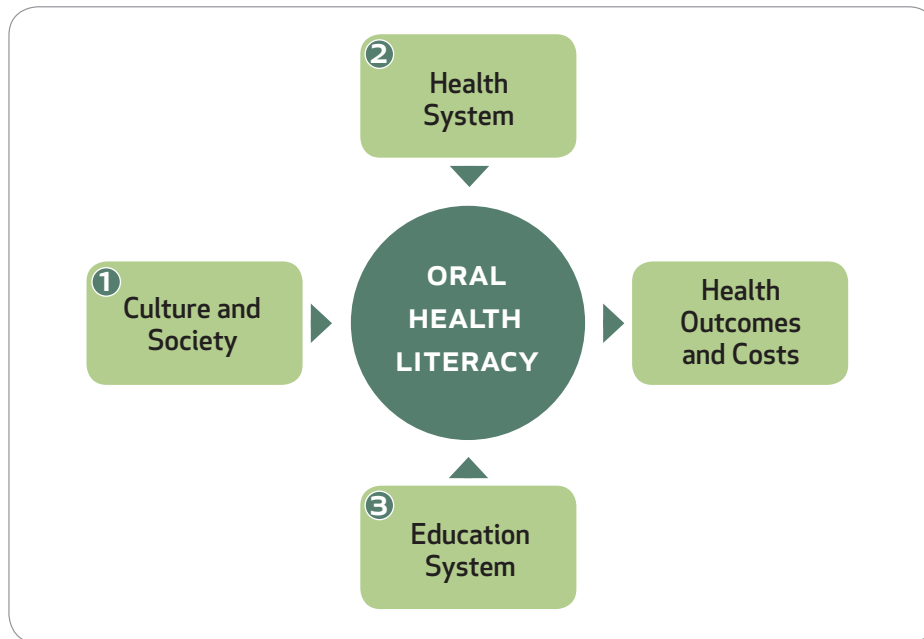 2
Health
System
1
Culture and
Society
ORAL
HEALTH
LITERACY
Health
Outcomes
and Costs
3
Education
System